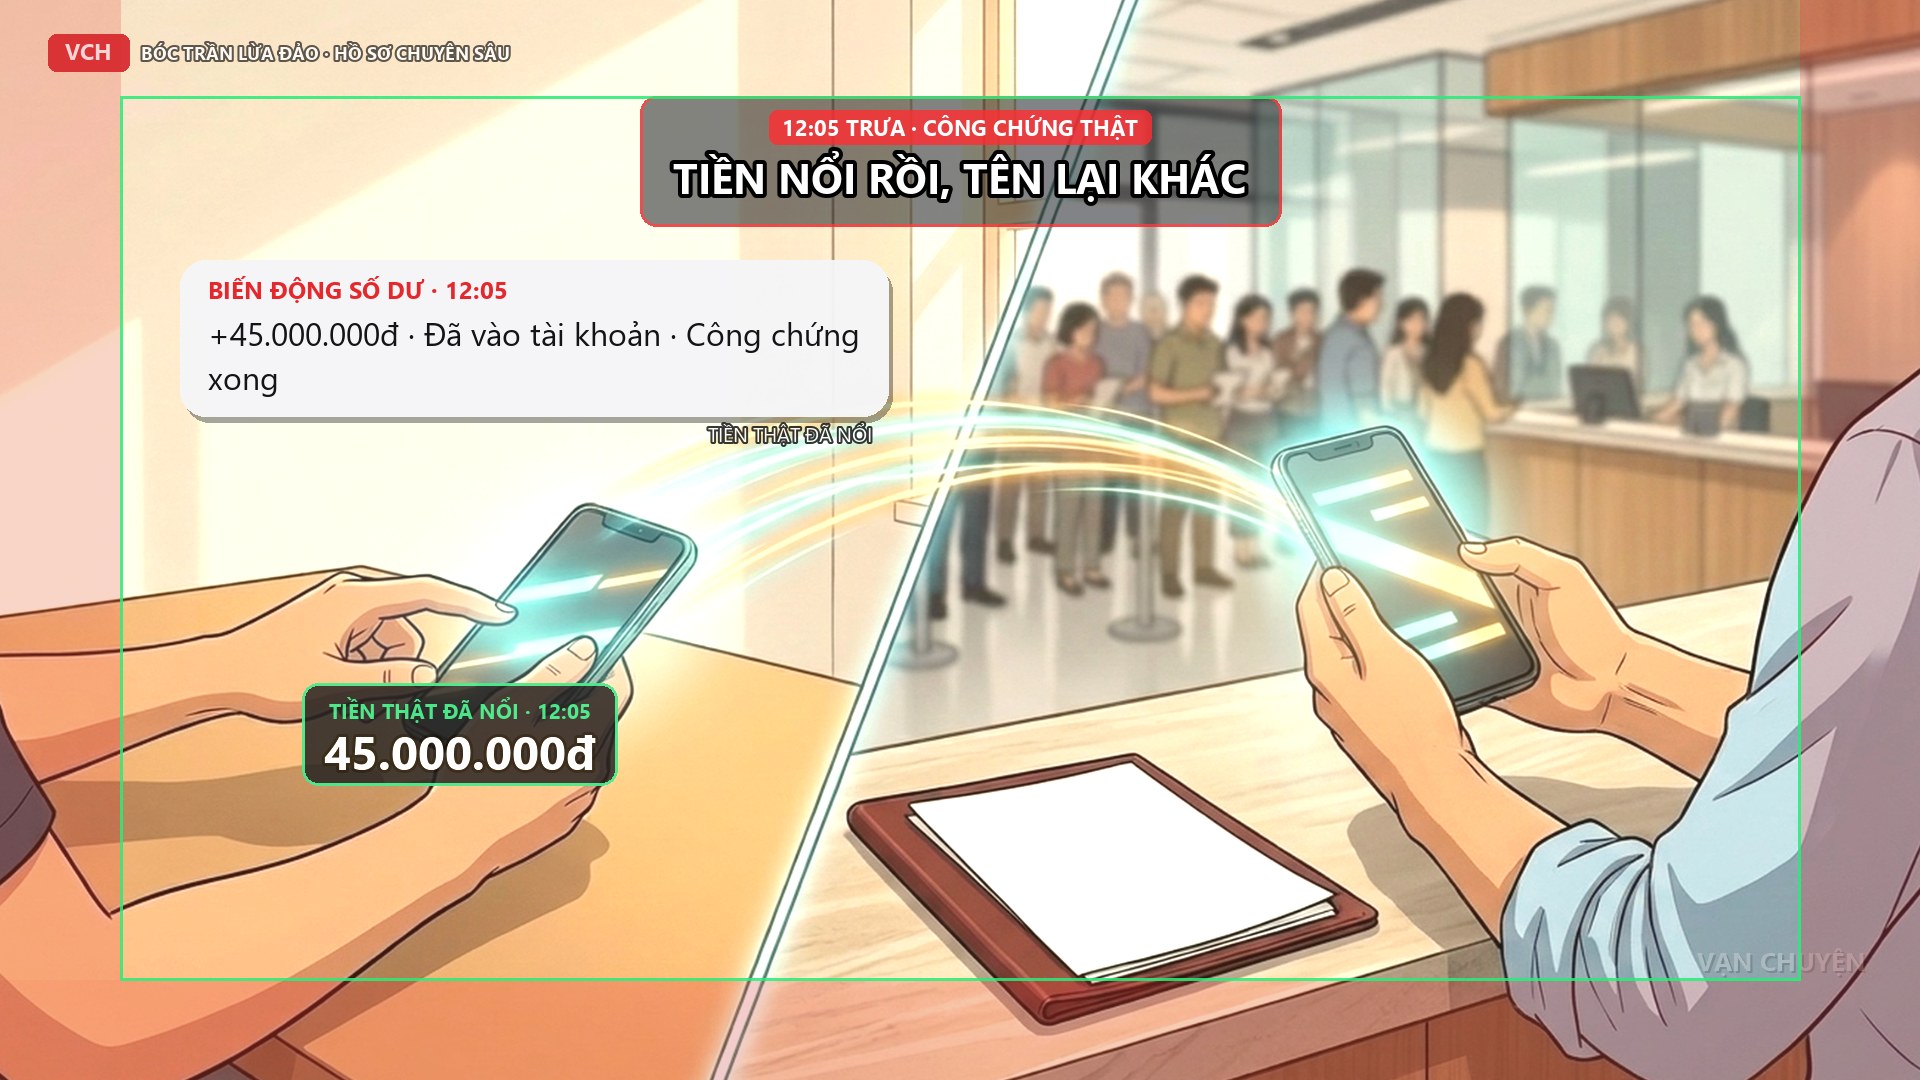 VCH BÓC TRẦN LỪA ĐẢO · HỒ SƠ CHUYÊN SÂU
12:05 TRƯA · CÔNG CHỨNG THẬT
TIỀN NỔI RỒI, TÊN LẠI KHÁC
BIẾN ĐỘNG SỐ DƯ · 12:05
+45.000.000đ · Đã vào tài khoản · Công chứng
xong
TIỀN THẬT ĐÃ NỔI
TIỀN THẬT ĐÃ NỔI · 12:05
45.000.000đ
VẠN CHUYỆN